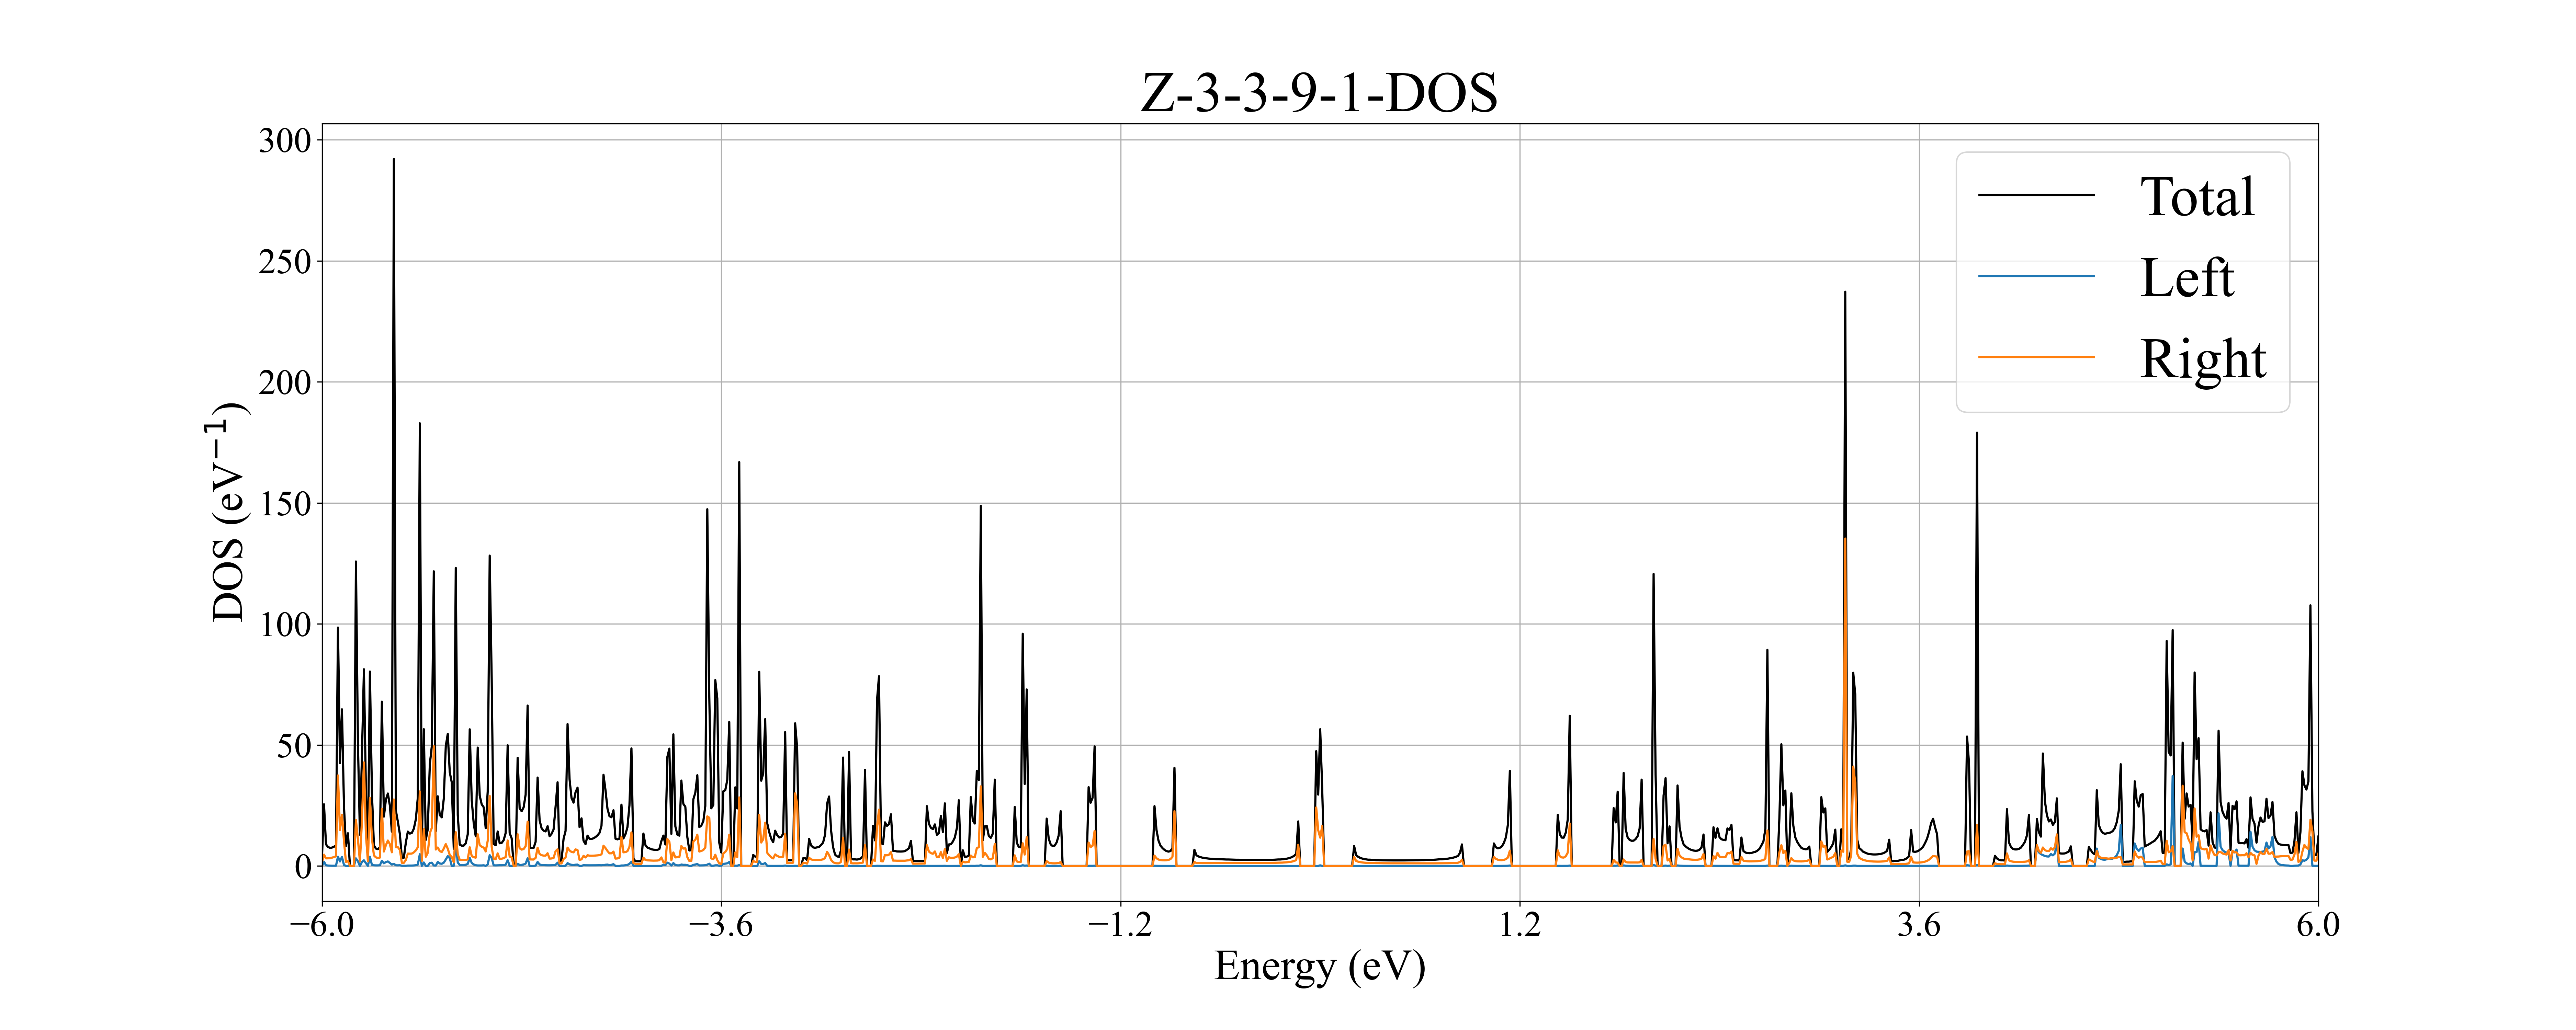 Z-3-3-9-1-DOS
300
250
200
150
100
50
0
DOS (eV⁻¹)
Total
Left
Right
−6.0 −3.6 −1.2 1.2 3.6 6.0
Energy (eV)